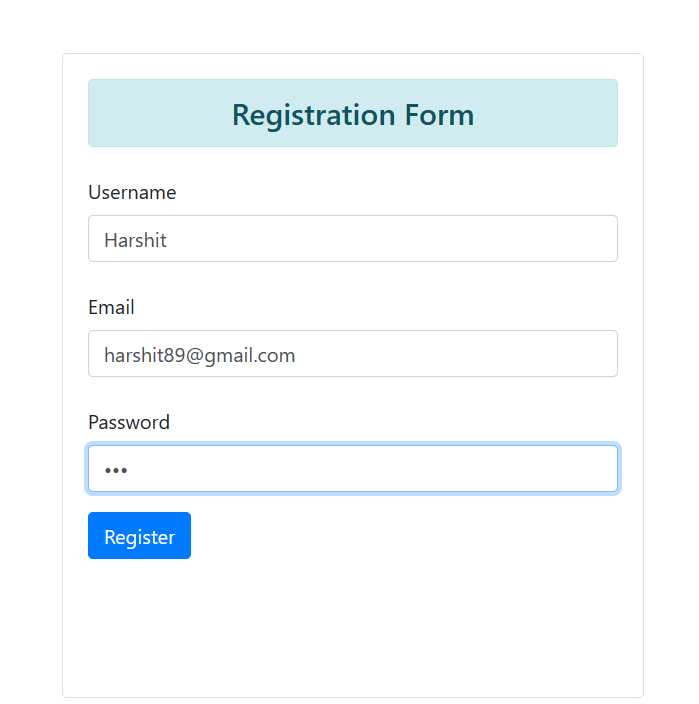 Registration Form
Username
Harshit
Email
harshit89@gmail.com
Password
•••
Register